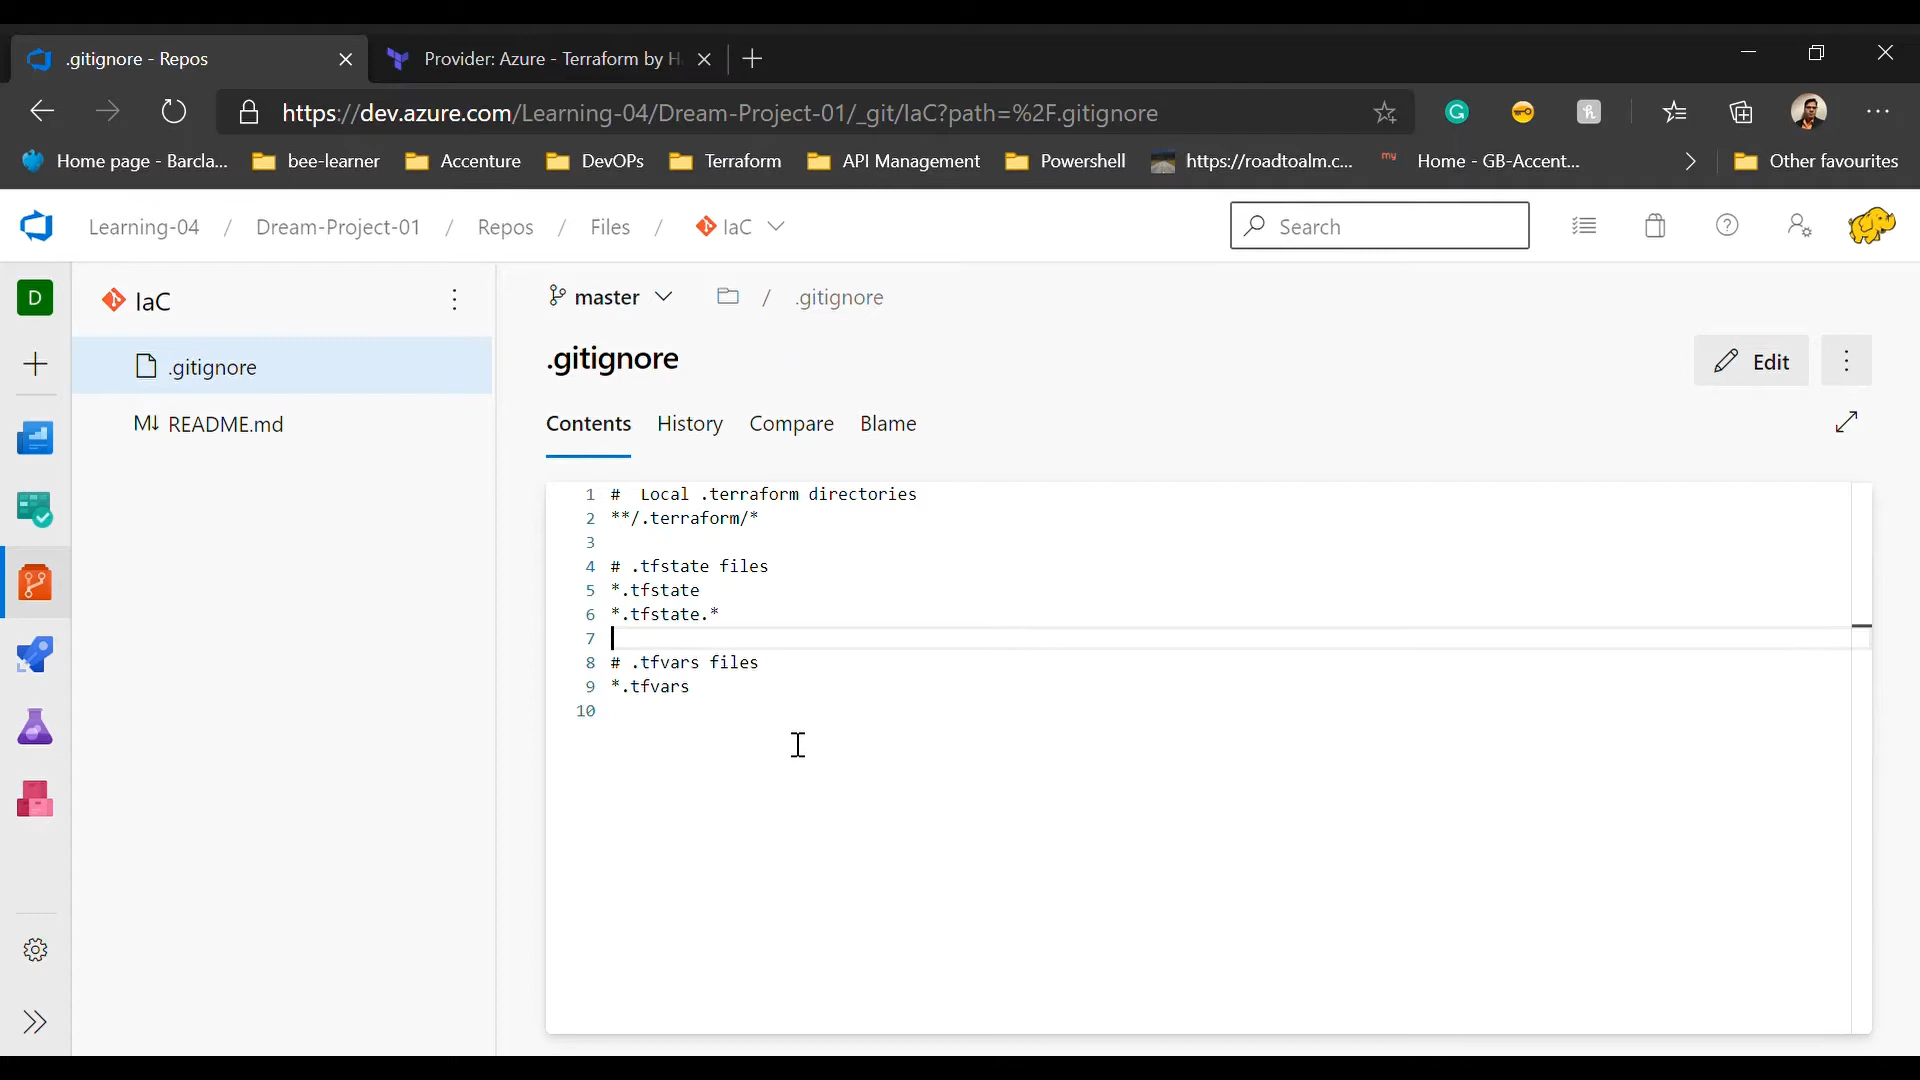 .gitignore - Repos
Provider: Azure - Terraform by H
https://dev.azure.com/Learning-04/Dream-Project-01/_git/IaC?path=%2F.gitignore
Home page - Barcla... bee-learner Accenture DevOPs Terraform API Management Powershell https://roadtoalm.c... my Home - GB-Accent... Other favourites
Learning-04 / Dream-Project-01 / Repos / Files / IaC
Search
D
IaC
.gitignore
M↓ README.md
master / .gitignore
.gitignore
Edit
Contents History Compare Blame
1 #  Local .terraform directories
2 **/.terraform/*
3
4 # .tfstate files
5 *.tfstate
6 *.tfstate.*
7
8 # .tfvars files
9 *.tfvars
10